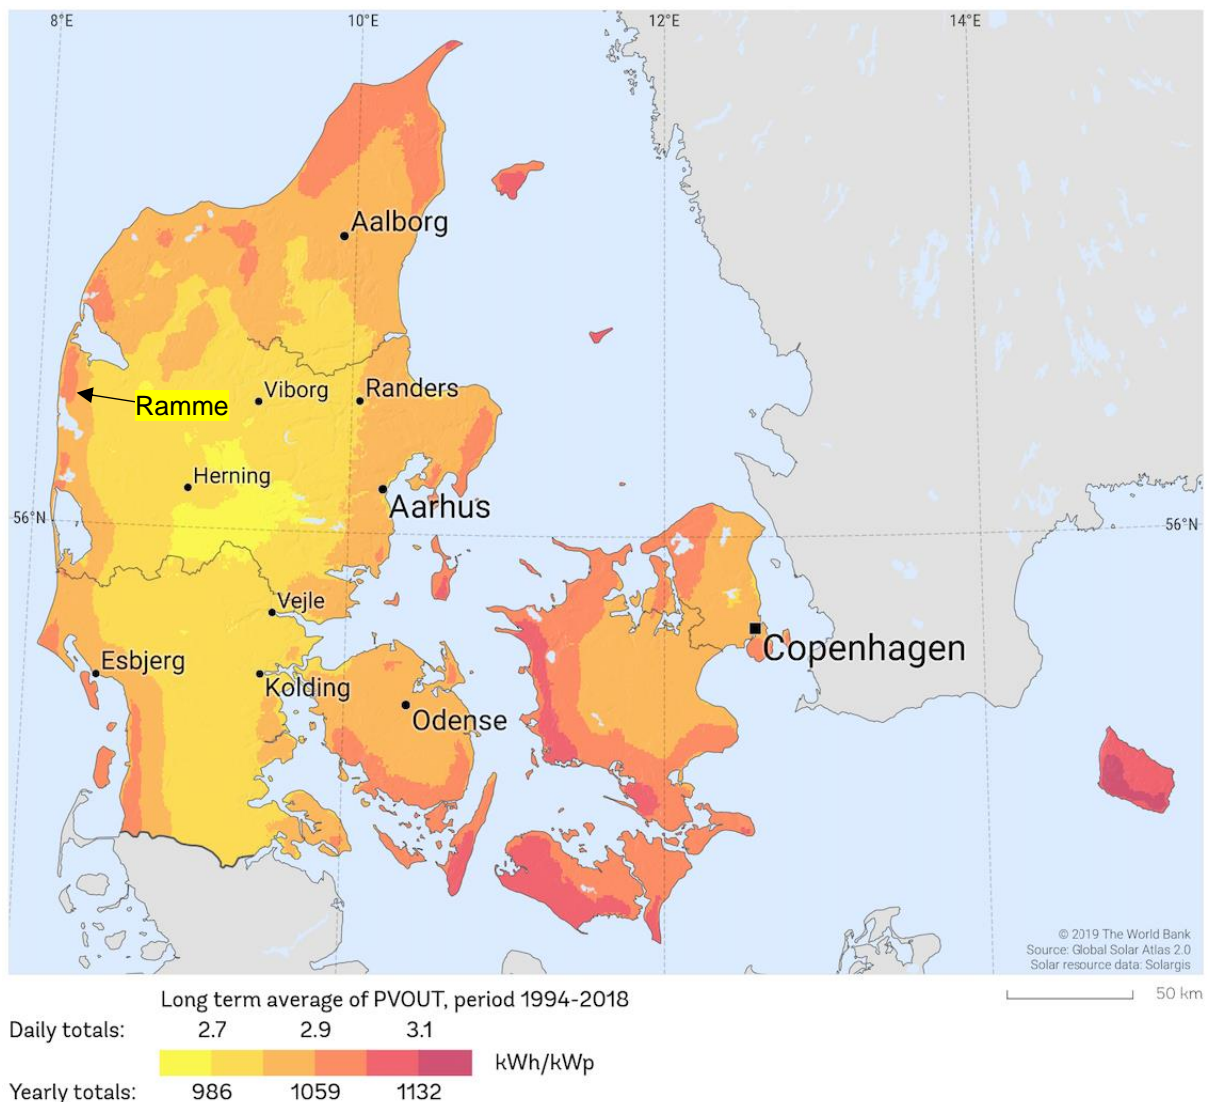 8°E 10°E 12°E 14°E
Aalborg
Viborg
Randers
Ramme
Herning
Aarhus
56°N 56°N
Vejle
Copenhagen
Esbjerg
Kolding
Odense
© 2019 The World Bank
Source: Global Solar Atlas 2.0
Solar resource data: Solargis
Long term average of PVOUT, period 1994-2018
50 km
Daily totals: 2.7 2.9 3.1
kWh/kWp
Yearly totals: 986 1059 1132